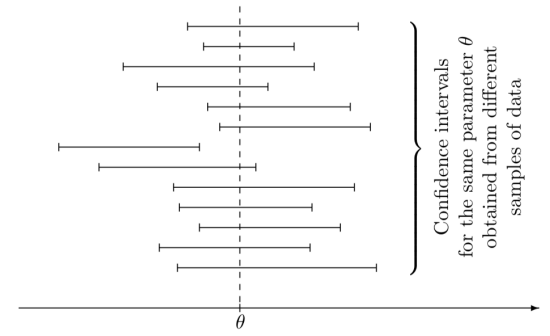 Confidence intervals
for the same parameter θ
obtained from different
samples of data
θ